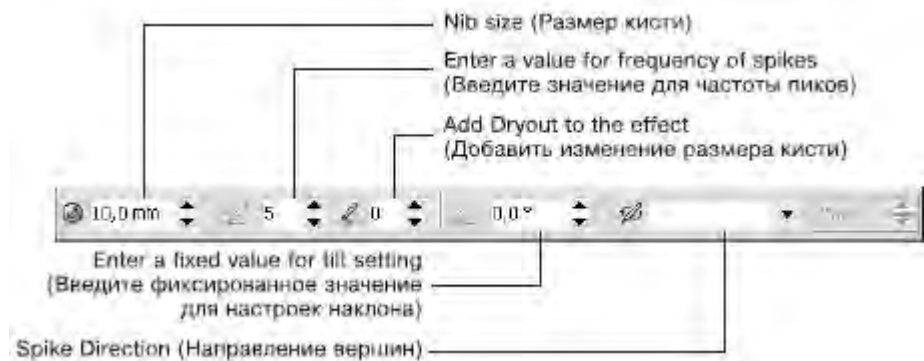 Nib size (Размер кисти)
Enter a value for frequency of spikes
(Введите значение для частоты пиков)
Add Dryout to the effect
(Добавить изменение размера кисти)
10,0 mm 5 0 0,0°
Enter a fixed value for tilt setting
(Введите фиксированное значение
для настроек наклона)
Spike Direction (Направление вершин)